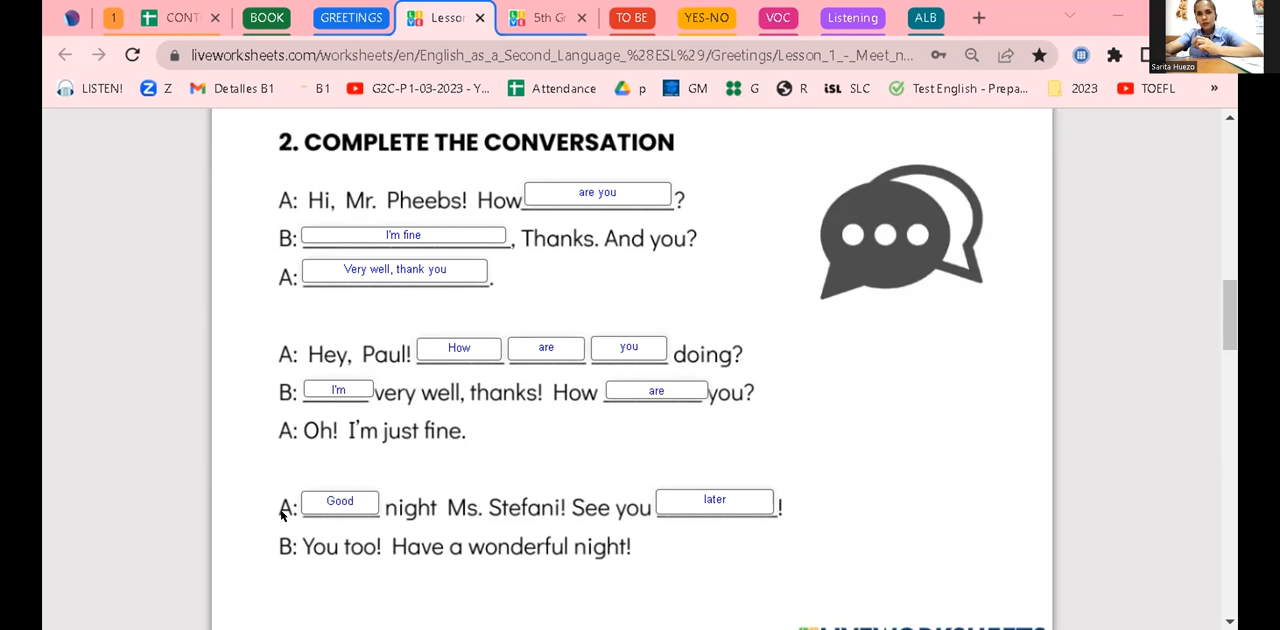 1 CONT BOOK GREETINGS Lesso 5th G TO BE YES-NO VOC Listening ALB
liveworksheets.com/worksheets/en/English_as_a_Second_Language_%28ESL%29/Greetings/Lesson_1_-_Meet_n...
Santa Huezo
LISTEN! Z Detalles B1 B1 G2C-P1-03-2023 - Y... Attendance p GM G R iSL SLC Test English - Prepa... 2023 TOEFL »
2. COMPLETE THE CONVERSATION
A: Hi, Mr. Pheebs! How are you ?
B: I'm fine , Thanks. And you?
A: Very well, thank you .
A: Hey, Paul! How are you doing?
B: I'm very well, thanks! How are you?
A: Oh! I'm just fine.
A: Good night Ms. Stefani! See you later !
B: You too! Have a wonderful night!
LIVEWORKSHEETS